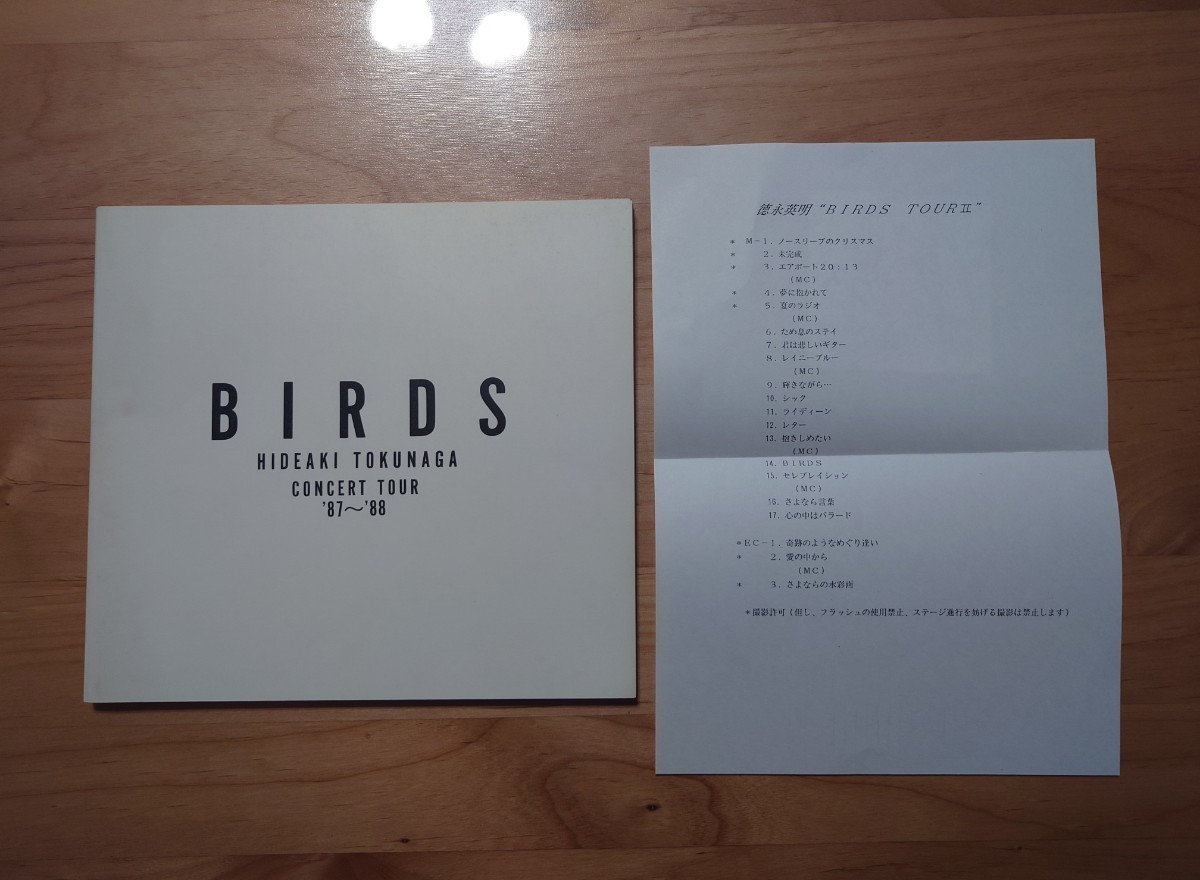 BIRDS
HIDEAKI TOKUNAGA
CONCERT TOUR
'87〜'88
徳永英明“BIRDS TOURⅡ”
* M-1. ノースリーブのクリスマス
* 2. 未完成
* 3. エアポート20:13
(MC)
* 4. 夢に抱かれて
* 5. 夏のラジオ
(MC)
6. ため息のステイ
7. 君は悲しいギター
8. レイニーブルー
(MC)
9. 輝きながら…
10. シック
11. ライディーン
12. レター
13. 抱きしめたい
(MC)
14. BIRDS
15. セレブレイション
(MC)
16. さよなら言葉
17. 心の中はバラード
*EC-1. 奇跡のようなめぐり逢い
* 2. 愛の中から
(MC)
* 3. さよならの水彩画
*撮影許可(但し、フラッシュの使用禁止、ステージ進行を妨げる撮影は禁止します)